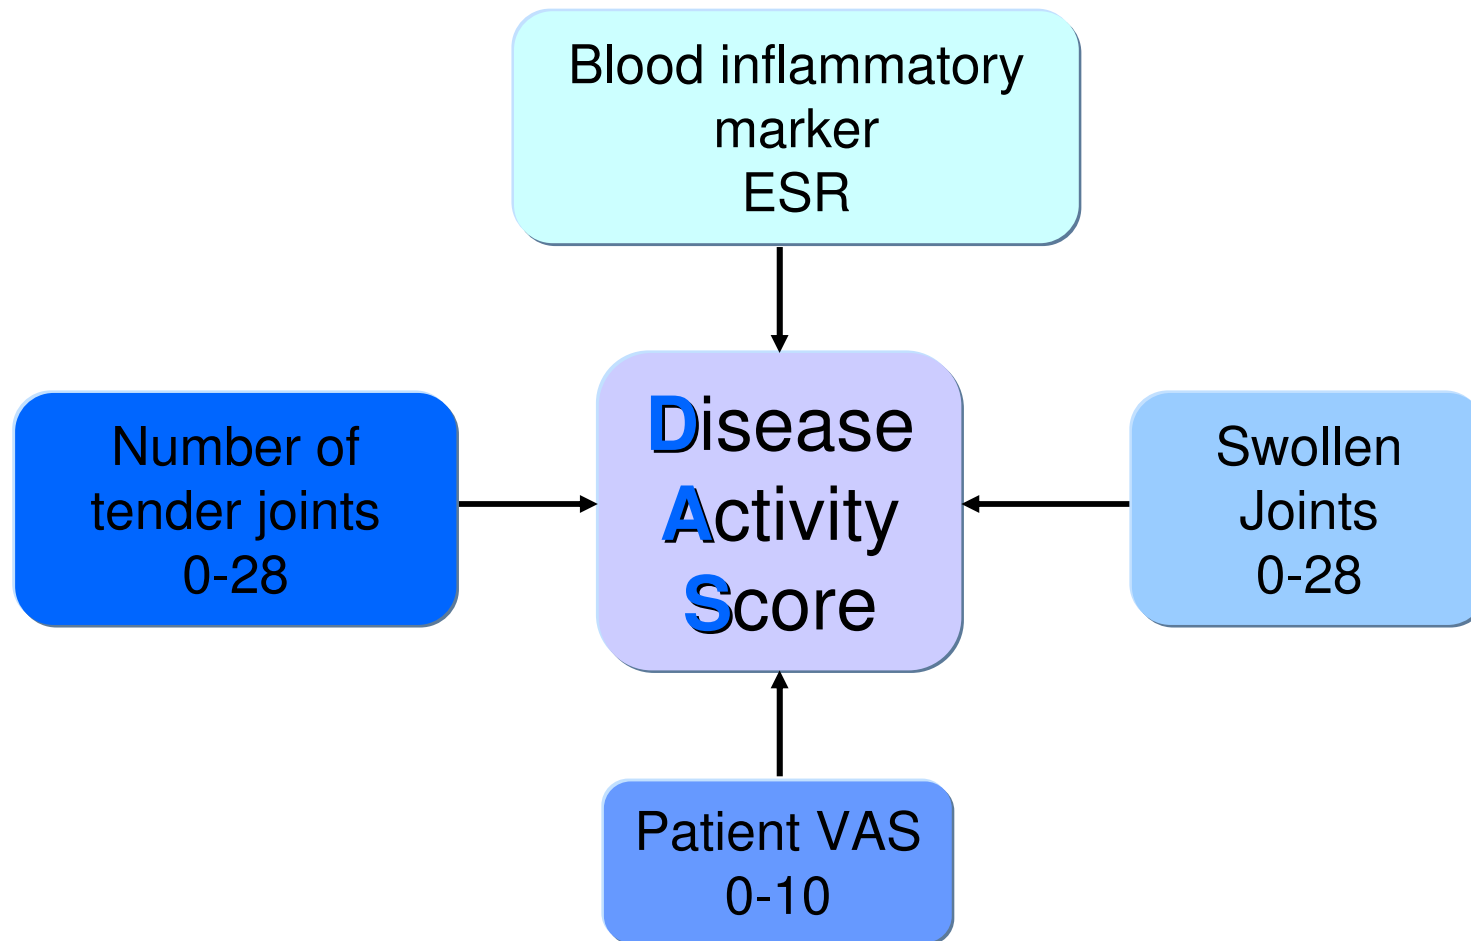 Blood inflammatory
marker
ESR
Number of
tender joints
0-28
Disease
Activity
Score
Swollen
Joints
0-28
Patient VAS
0-10